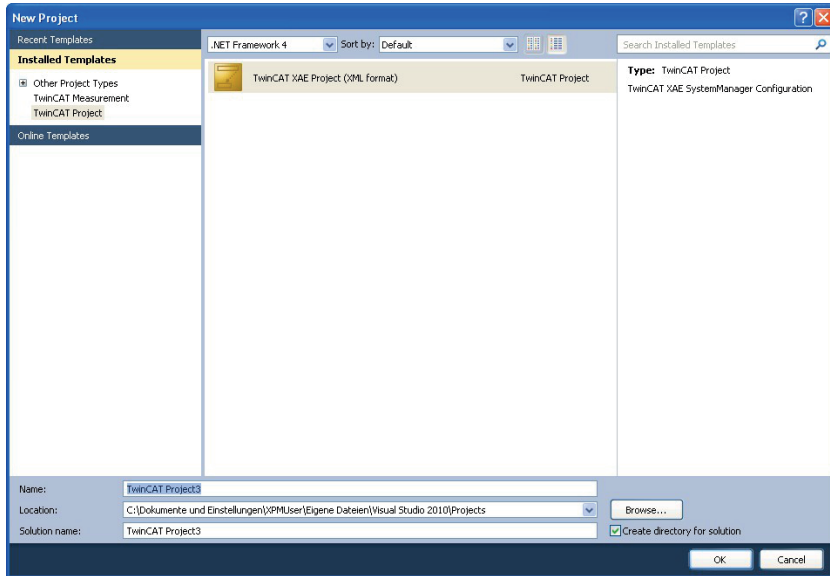 New Project
Recent Templates
Installed Templates
Other Project Types
TwinCAT Measurement
TwinCAT Project
Online Templates
.NET Framework 4 Sort by: Default
TwinCAT XAE Project (XML format) TwinCAT Project
Search Installed Templates
Type: TwinCAT Project
TwinCAT XAE SystemManager Configuration
Name: TwinCAT Project3
Location: C:\Dokumente und Einstellungen\XPMUser\Eigene Dateien\Visual Studio 2010\Projects Browse...
Solution name: TwinCAT Project3 Create directory for solution
OK Cancel